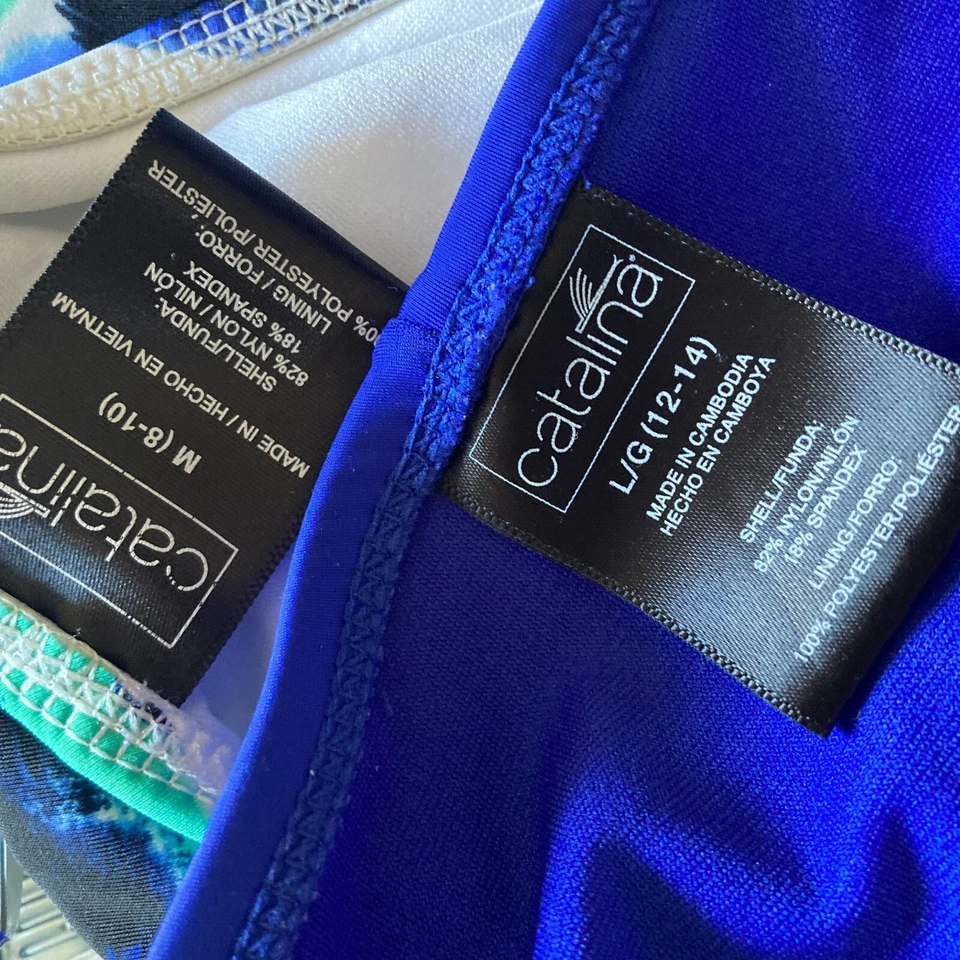 catalina
M (8-10)
MADE IN / HECHO EN VIETNAM
SHELL/FUNDA:
82% NYLON / NILÓN
18% SPANDEX
LINING / FORRO:
POLYESTER /POLIÉSTER
catalina
L/G (12-14)
MADE IN CAMBODIA
HECHO EN CAMBOYA
SHELL/FUNDA
82% NYLON/NILON
18% SPANDEX
LINING/FORRO:
100% POLYESTER/POLIESTER